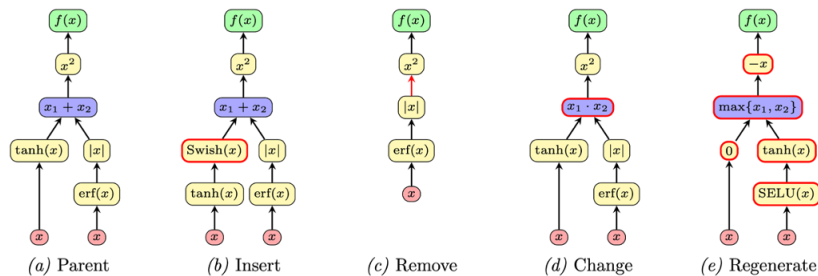 f(x) f(x) f(x) f(x) f(x)
x² x² x² x² −x
x₁ + x₂ x₁ + x₂ |x| x₁ · x₂ max{x₁, x₂}
tanh(x) |x| Swish(x) |x| erf(x) tanh(x) |x| 0 tanh(x)
erf(x) tanh(x) erf(x) x erf(x) SELU(x)
x x x x x x x x
(a) Parent (b) Insert (c) Remove (d) Change (e) Regenerate